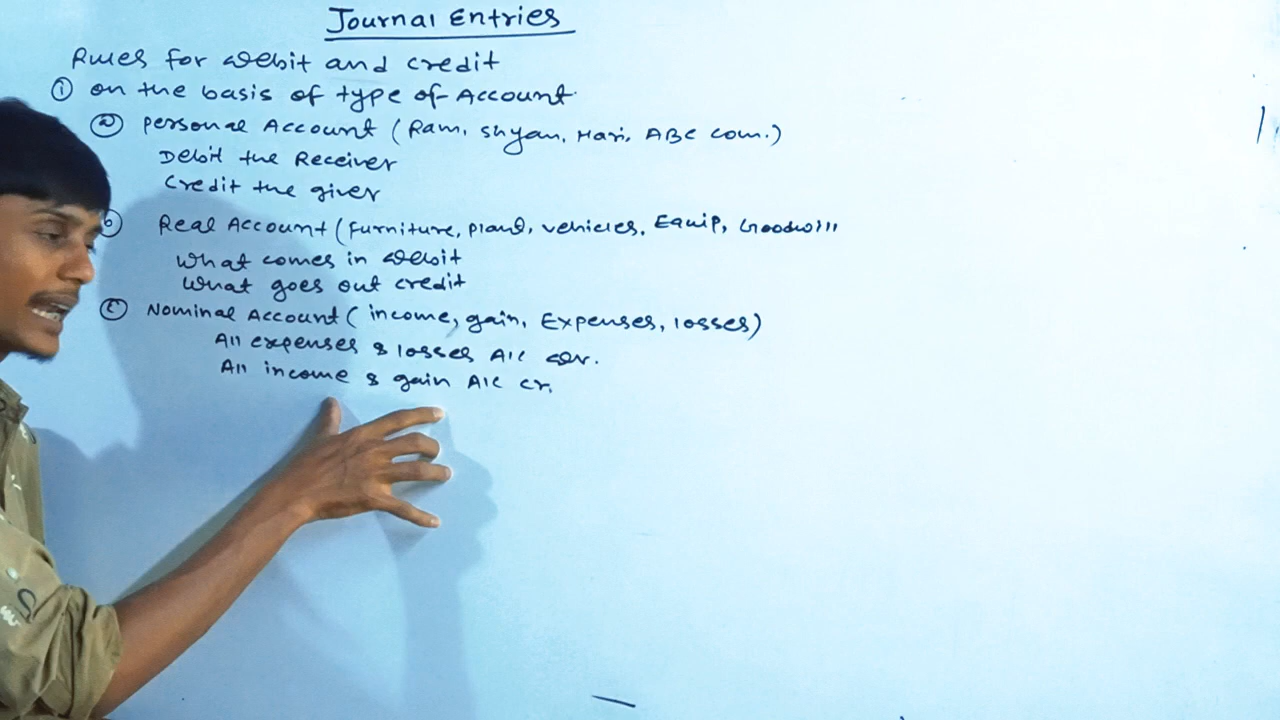 Journal Entries
Rules for debit and credit
① on the basis of type of Account
ⓐ personal Account (Ram, Shyam, Hari, ABC com.)
Debit the Receiver
Credit the giver
ⓑ Real Account (furniture, plant, vehicles, Equip, Goodwill
What comes in debit
What goes out credit
ⓒ Nominal Account (income, gain, Expenses, losses)
All expenses & losses A/C dr.
All income & gain A/C cr.